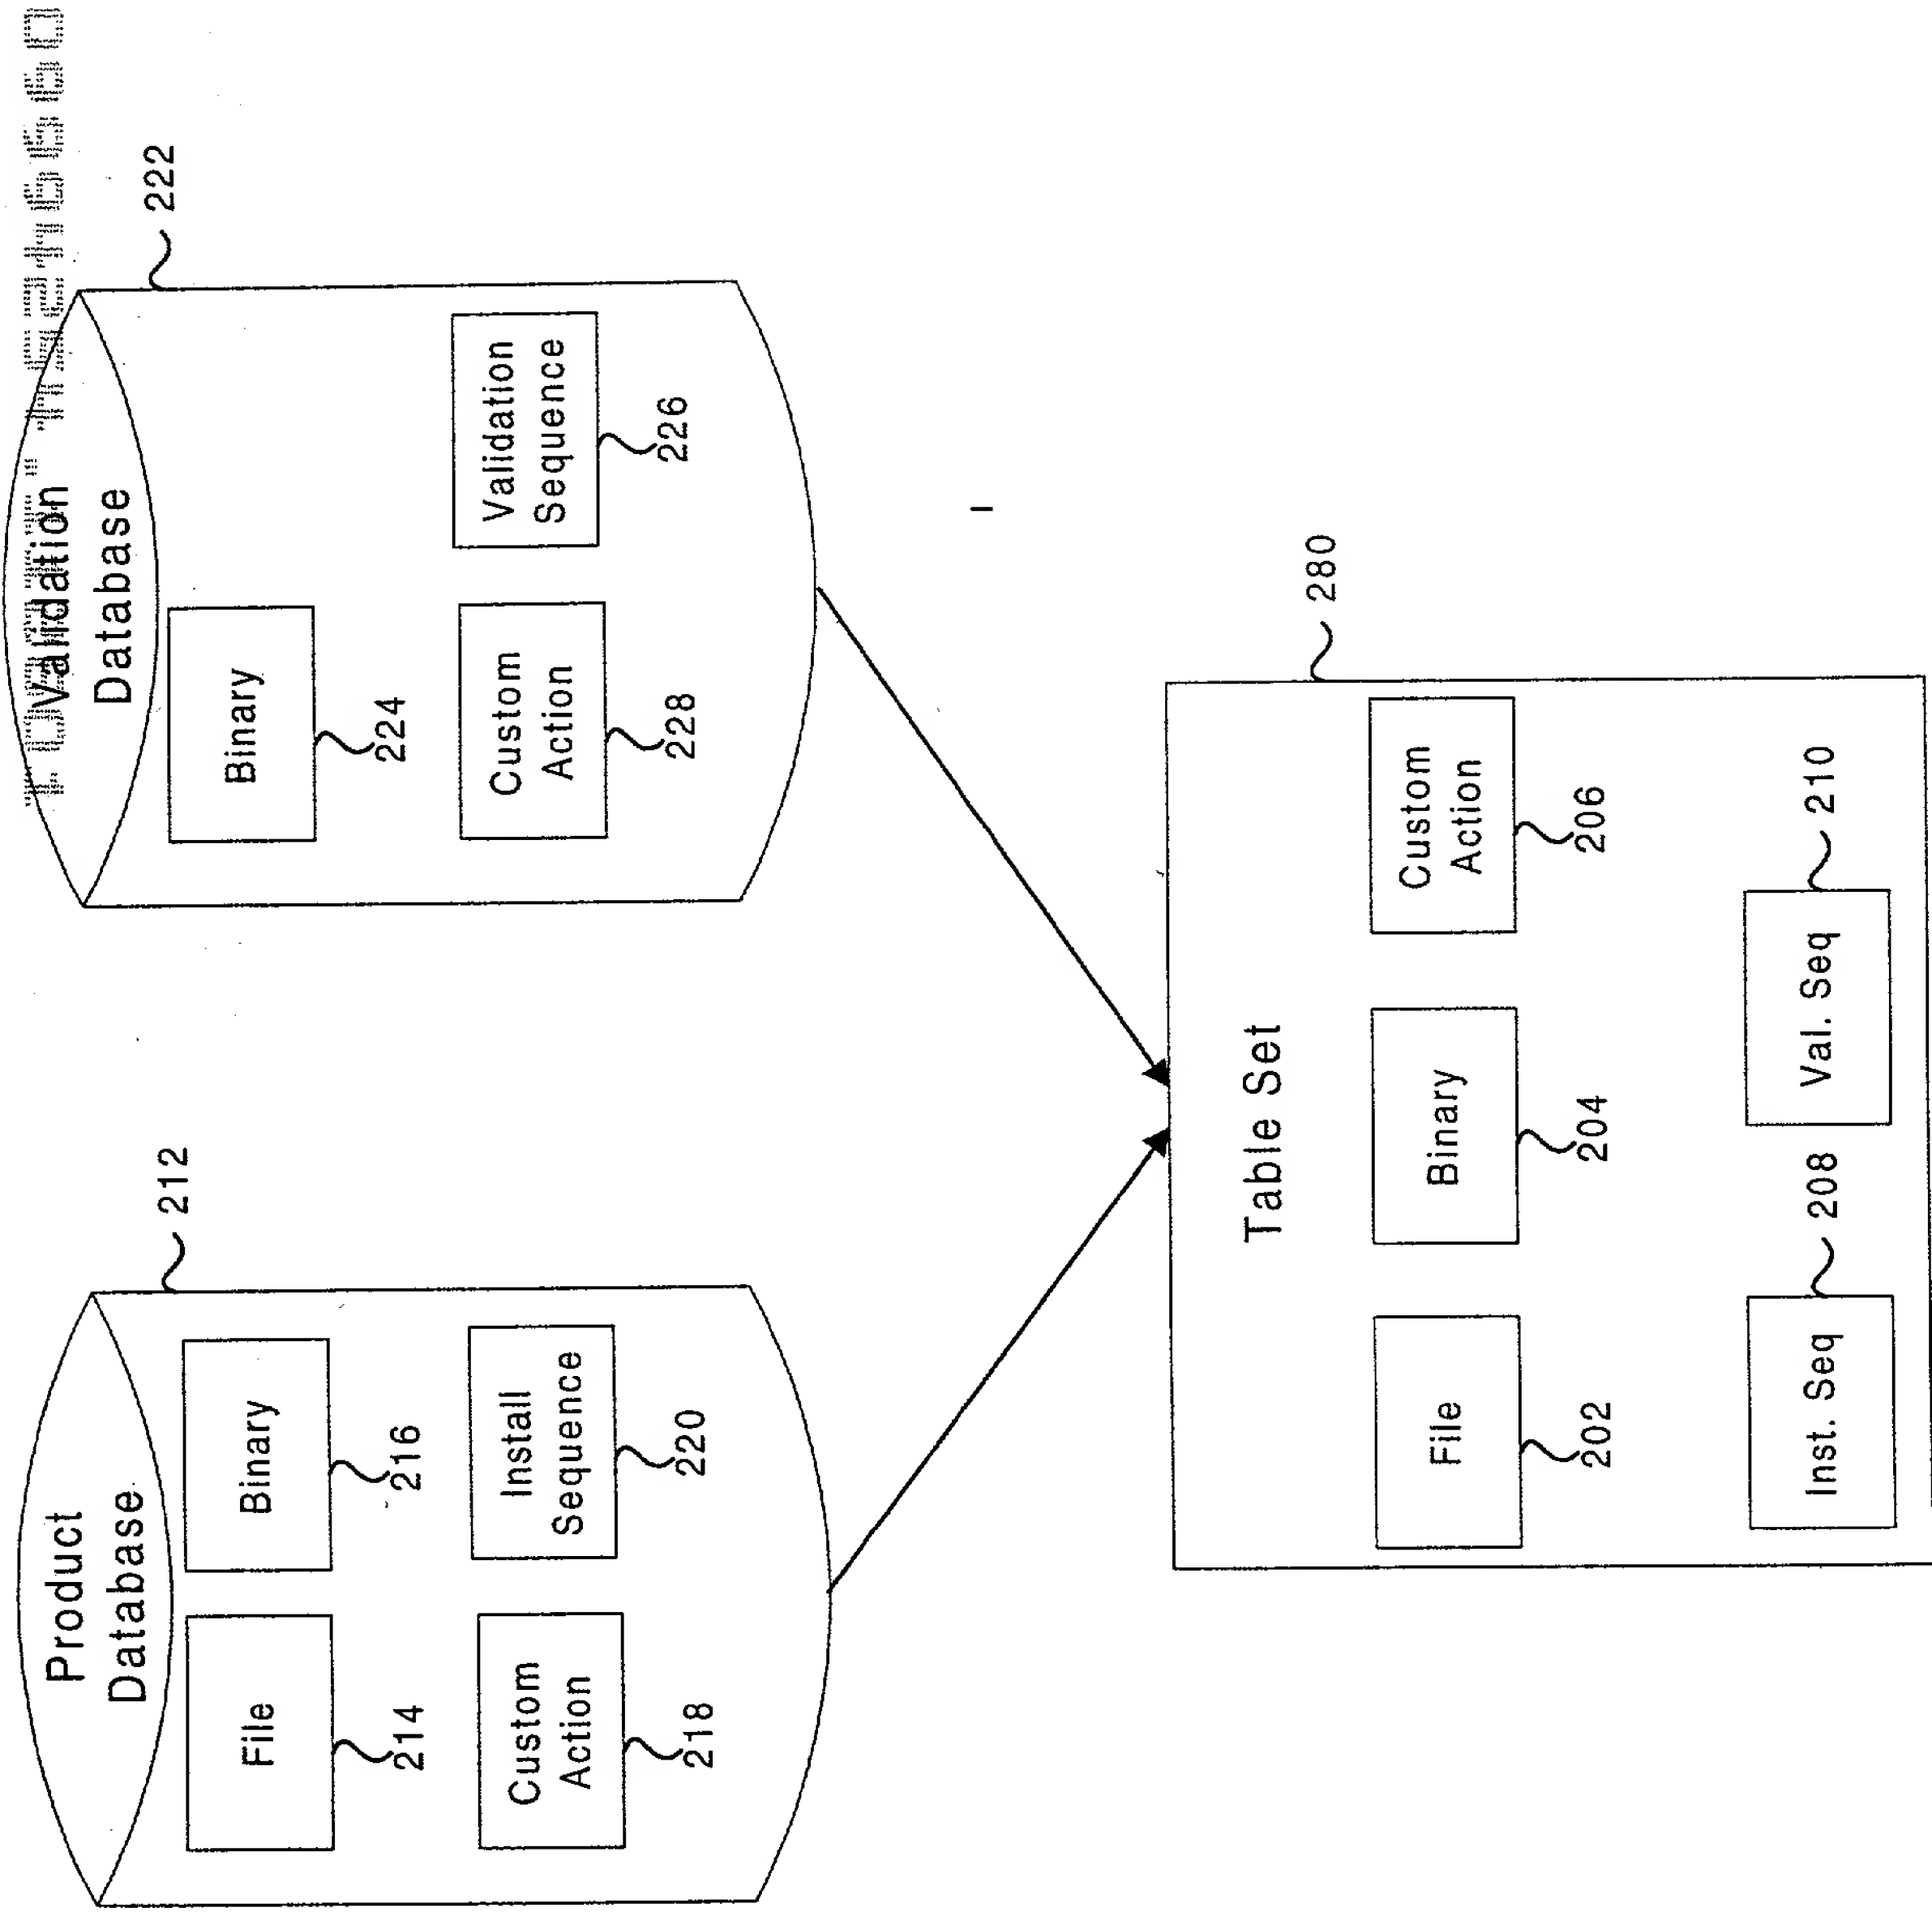 Product
Database
212
File
214
Binary
216
Custom
Action
218
Install
Sequence
220
Validation
Database
222
Binary
224
Custom
Action
228
Validation
Sequence
226
Table Set
280
File
202
Binary
204
Custom
Action
206
Inst. Seq
208
Val. Seq
210